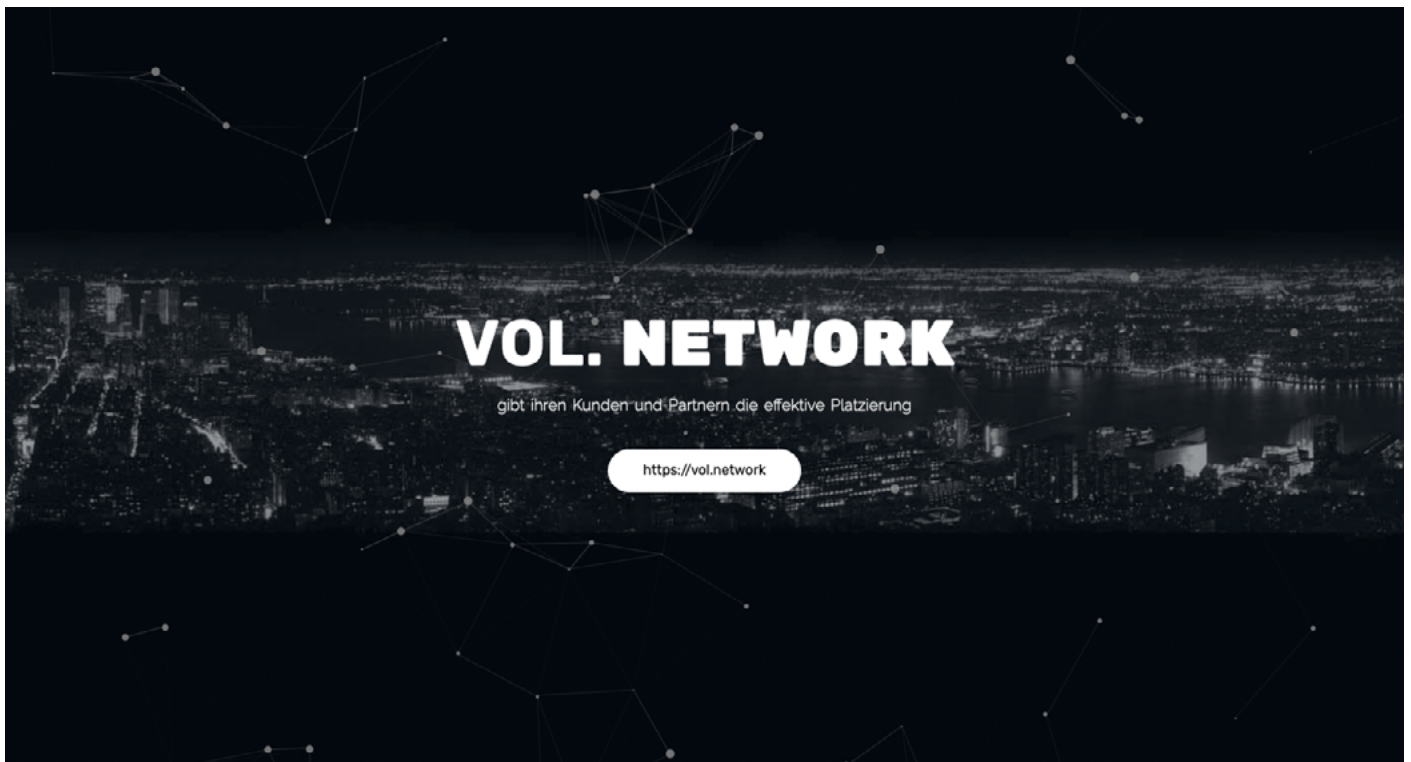 VOL. NETWORK
gibt ihren Kunden und Partnern die effektive Platzierung
https://vol.network